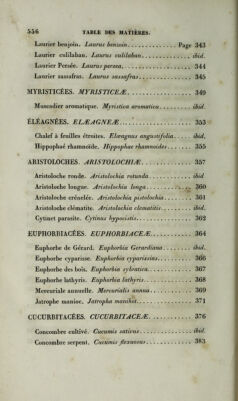 556 TABLE DES MATIÈRES.
Laurier benjoin. Laurus benzoin............ Page 343
Laurier culilaban. Laurus culilaban............ ibid.
Laurier Persée. Laurus persea............ 344
Laurier sassafras. Laurus sassafras............ 345
MYRISTICÉES. MYRISTICEÆ............ 349
Muscadier aromatique. Myristica aromatica............ ibid.
ELÉAGNÉES. ELÆAGNEÆ............ 353
Chalef à feuilles étroites. Elæagnus angustifolia..... ibid.
Hippophaé rhamnoïde. Hippophae rhamnoides....... 355
ARISTOLOCHES. ARISTOLOCHIÆ............ 357
Aristoloche ronde. Aristolochia rotunda............ ibid.
Aristoloche longue. Aristolochia longa............ 360
Aristoloche crénelée. Aristolochia pistolochia........ 361
Aristoloche clématite. Aristolochia clematitis........ ibid.
Cytinet parasite. Cytinus hypocistis............ 362
EUPHORBIACÉES. EUPHORBIACEÆ............ 364
Euphorbe de Gérard. Euphorbia Gerardiana........ ibid.
Euphorbe cyparisse. Euphorbia cyparissias........ 366
Euphorbe des bois. Euphorbia sylvatica............ 367
Euphorbe lathyris. Euphorbia lathyris............ 368
Mercuriale annuelle. Mercurialis annua............ 369
Jatrophe manioc. Jatropha manihot............ 371
CUCURBITACÉES. CUCURBITACEÆ............ 376
Concombre cultivé. Cucumis sativus............ ibid.
Concombre serpent. Cucumis flexuosus............ 383